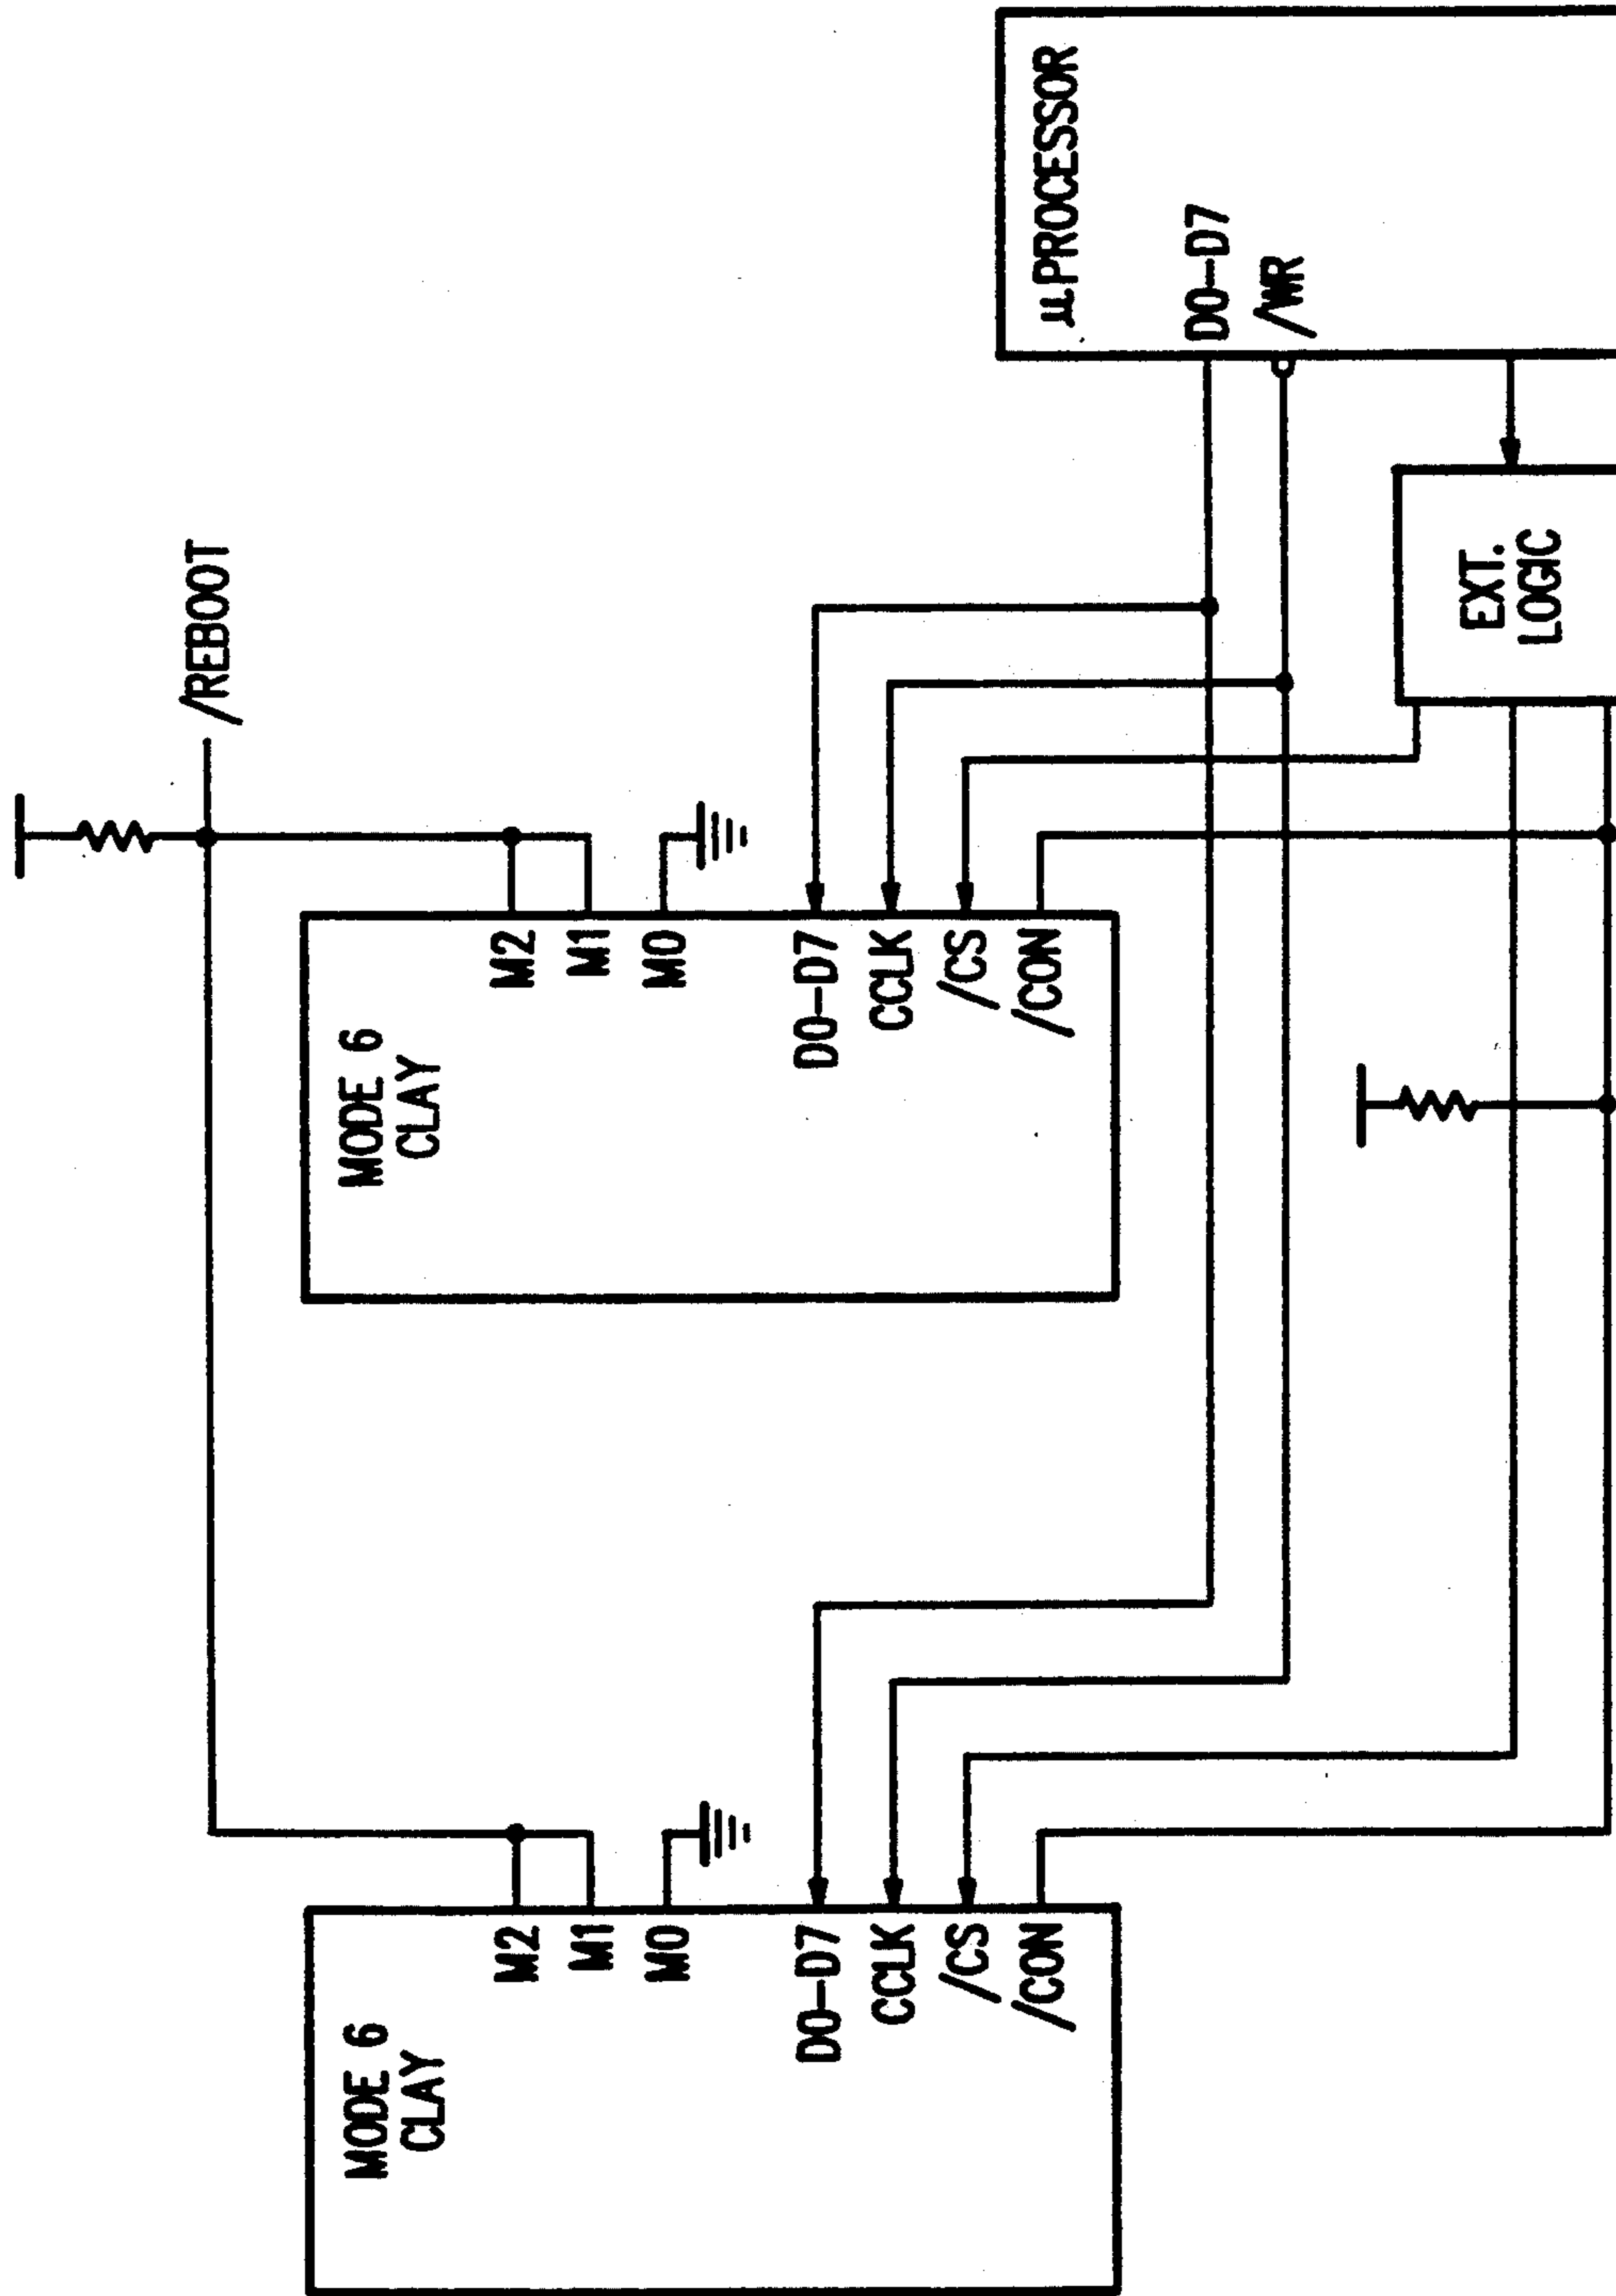 /REBOOT
MODE 6
CLAY
M2
M1
M0
D0-D7
CCLK
/CS
/CON
MODE 6
CLAY
M2
M1
M0
D0-D7
CCLK
/CS
/CON
μPROCESSOR
D0-D7
/WR
EXT.
LOGIC